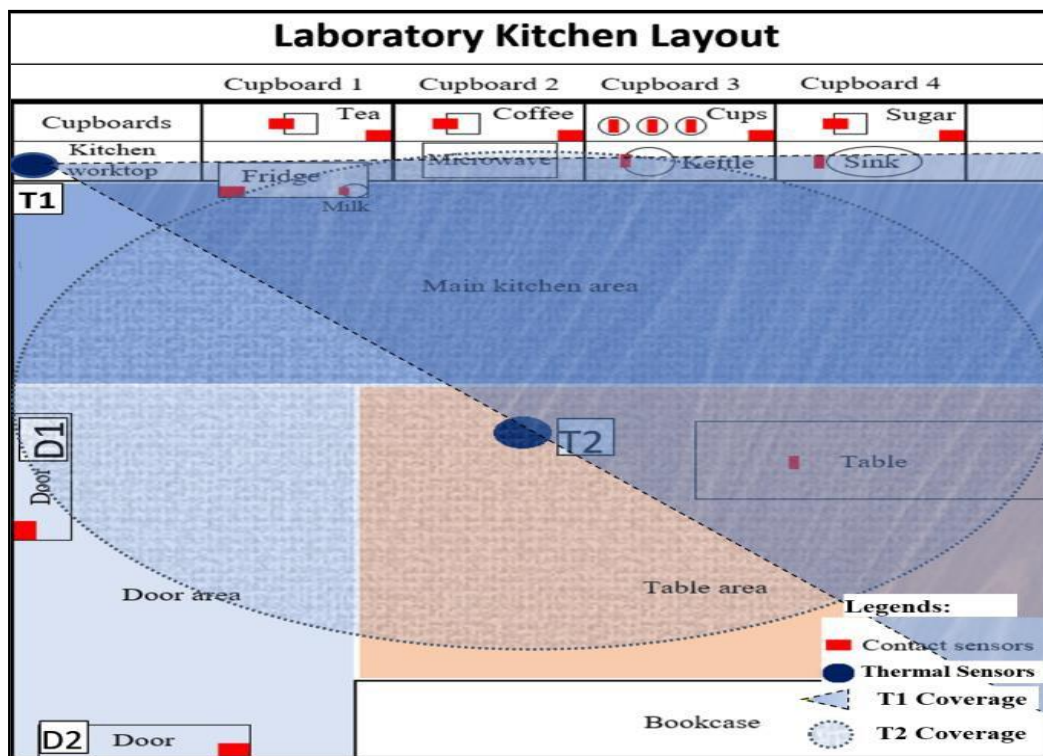 Laboratory Kitchen Layout
Cupboard 1 Cupboard 2 Cupboard 3 Cupboard 4
Cupboards Tea Coffee Cups Sugar
Kitchen
worktop
Fridge Microwave Kettle Sink
T1
Milk
Main kitchen area
D1
Door
T2
Table
Door area
Table area
Legends:
Contact sensors
Thermal Sensors
T1 Coverage
T2 Coverage
Bookcase
D2 Door